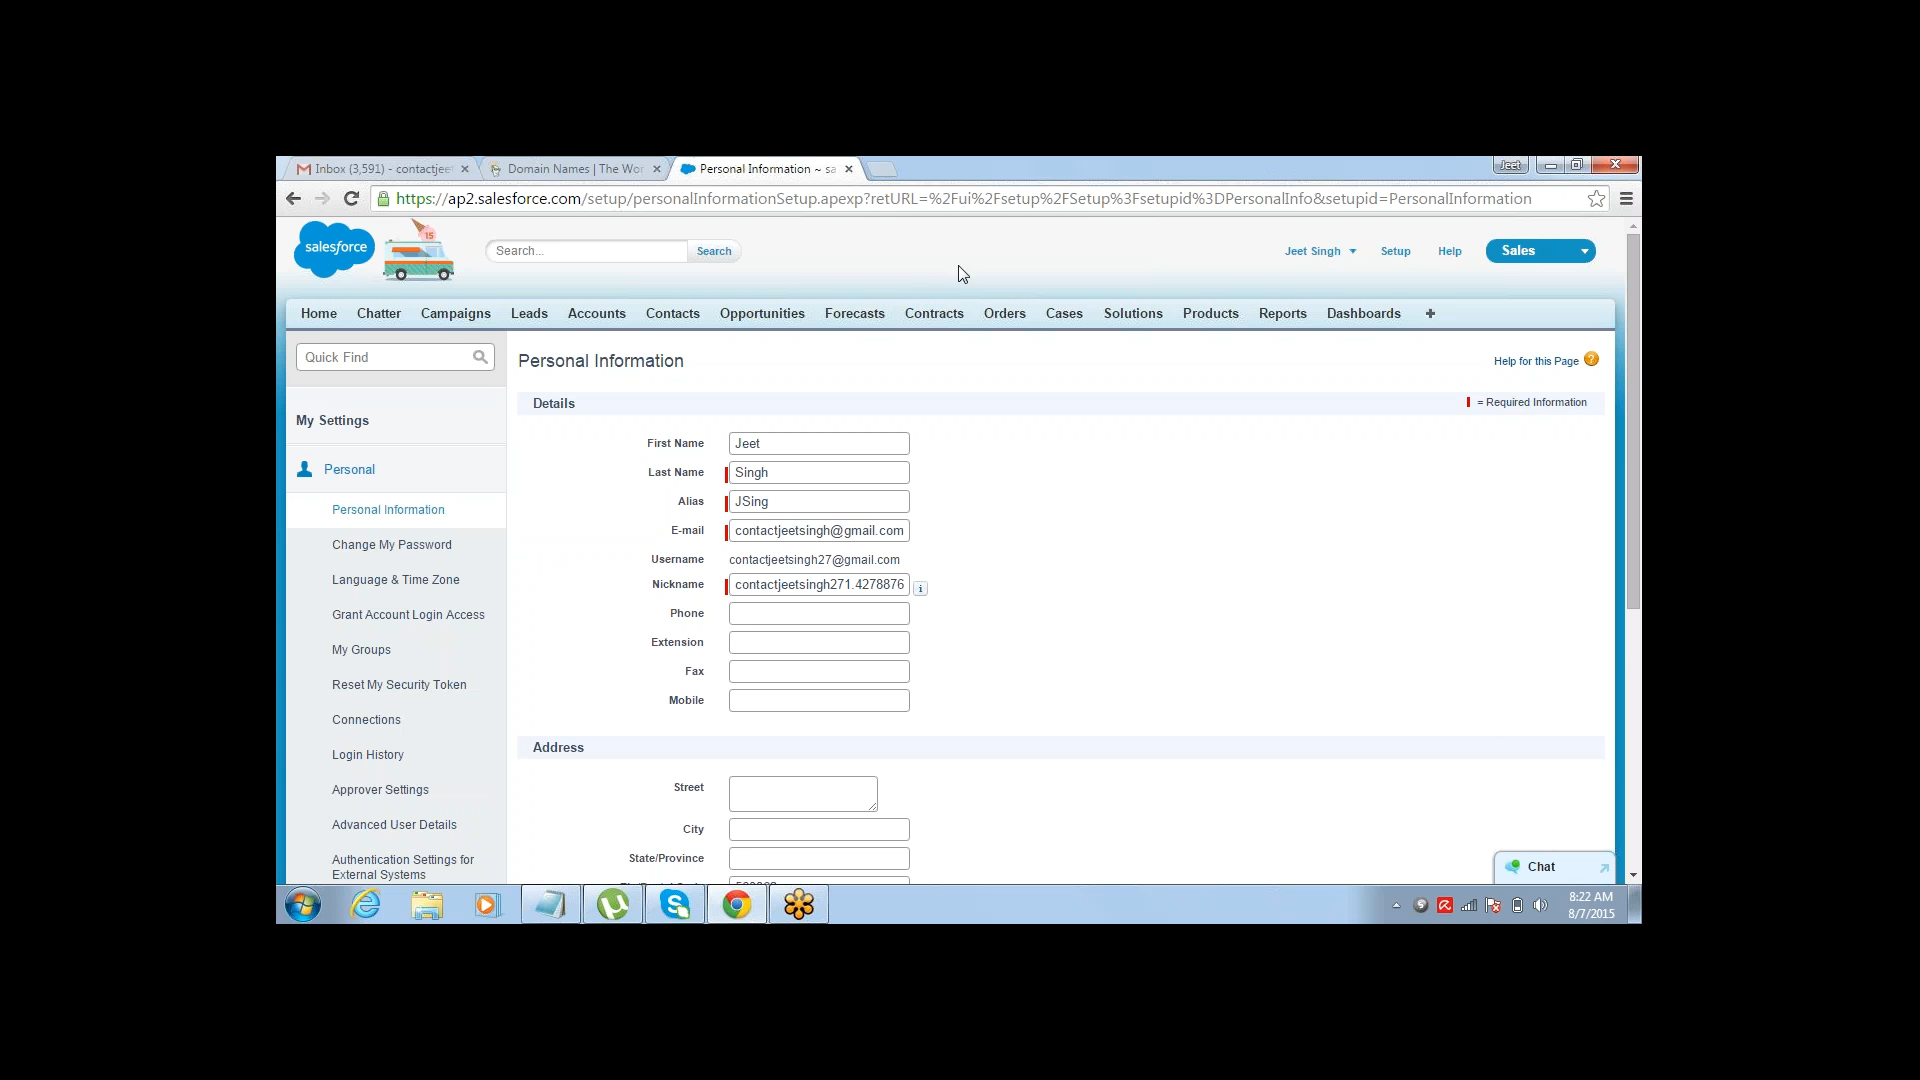 Inbox (3,591) - contactjeet
Domain Names | The Wor
Personal Information ~ sa
Jeet
https://ap2.salesforce.com/setup/personalInformationSetup.apexp?retURL=%2Fui%2Fsetup%2FSetup%3Fsetupid%3DPersonalInfo&setupid=PersonalInformation
salesforce
15
Search...
Search
Jeet Singh
Setup
Help
Sales
Home
Chatter
Campaigns
Leads
Accounts
Contacts
Opportunities
Forecasts
Contracts
Orders
Cases
Solutions
Products
Reports
Dashboards
+
Quick Find
My Settings
Personal
Personal Information
Change My Password
Language & Time Zone
Grant Account Login Access
My Groups
Reset My Security Token
Connections
Login History
Approver Settings
Advanced User Details
Authentication Settings for
External Systems
Personal Information
Help for this Page
Details
= Required Information
First Name Jeet
Last Name Singh
Alias JSing
E-mail contactjeetsingh@gmail.com
Username contactjeetsingh27@gmail.com
Nickname contactjeetsingh271.4278876
Phone
Extension
Fax
Mobile
Address
Street
City
State/Province
Chat
8:22 AM
8/7/2015